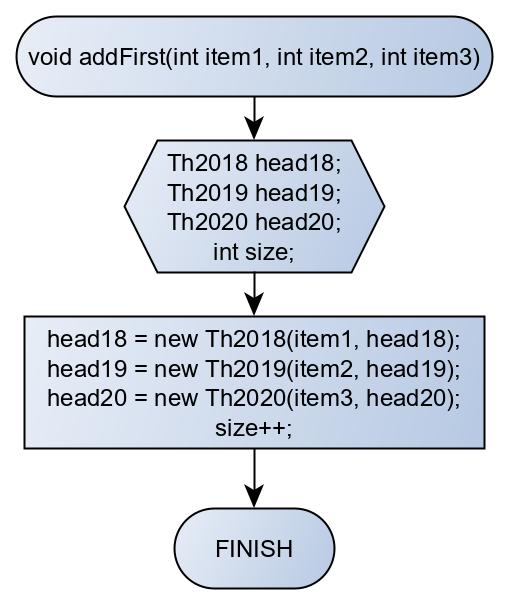 void addFirst(int item1, int item2, int item3)
Th2018 head18;
Th2019 head19;
Th2020 head20;
int size;
head18 = new Th2018(item1, head18);
head19 = new Th2019(item2, head19);
head20 = new Th2020(item3, head20);
size++;
FINISH